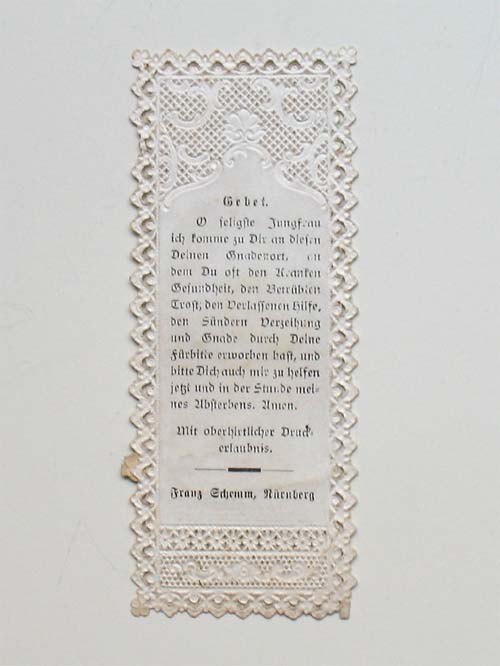 Gebet.
O seligste Jungfrau
ich komme zu Dir an diesen
Deinen Gnadenort, an
dem Du oft den Kranken
Gesundheit, den Betrübten
Trost, den Verlassenen Hilfe,
den Sündern Verzeihung
und Gnade durch Deine
Fürbitte erworben hast, und
bitte Dich auch mir zu helfen
jetzt und in der Stunde mei-
nes Absterbens. Amen.
Mit oberhirtlicher Druck-
erlaubnis.
Franz Schemm, Nürnberg